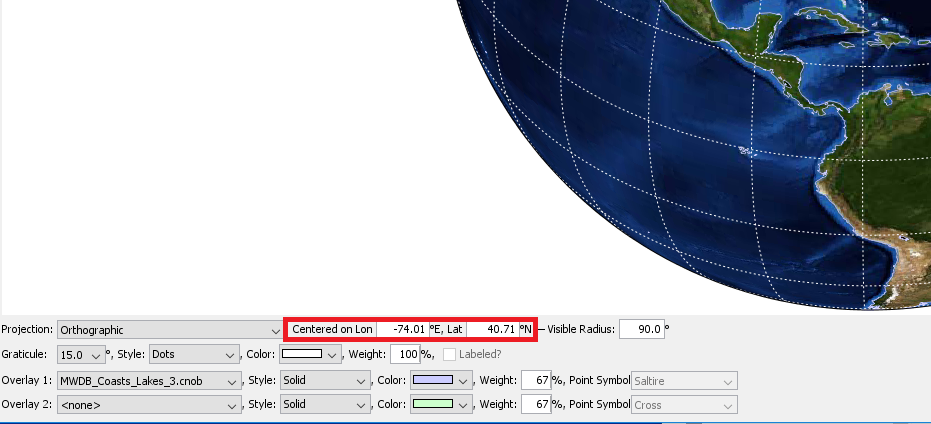 Projection: Orthographic Centered on Lon -74.01 °E, Lat 40.71 °N Visible Radius: 90.0 °
Graticule: 15.0 °, Style: Dots , Color: , Weight: 100 %, Labeled?
Overlay 1: MWDB_Coasts_Lakes_3.cnob , Style: Solid , Color: , Weight: 67 %, Point Symbol Saltire
Overlay 2: <none> , Style: Solid , Color: , Weight: 67 %, Point Symbol Cross